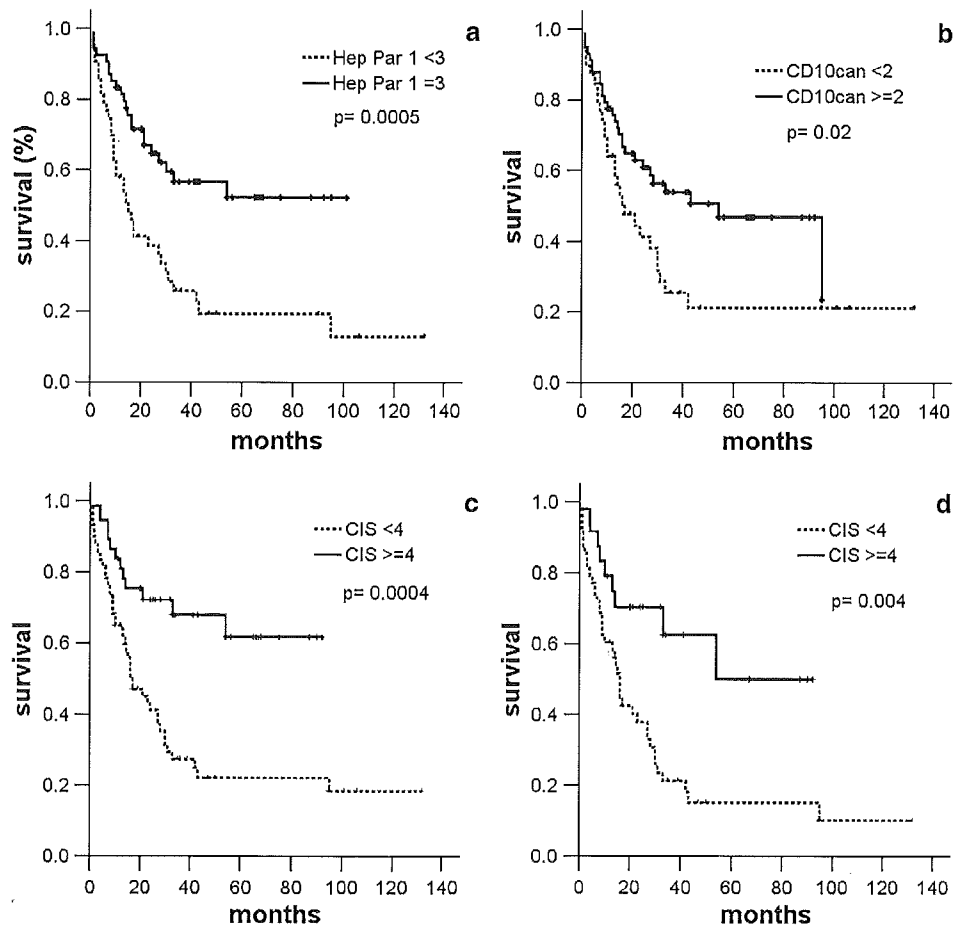 a
1.0
0.8
0.6
0.4
0.2
0.0
survival (%)
Hep Par 1 <3
Hep Par 1 =3
p= 0.0005
0 20 40 60 80 100 120 140
months
b
1.0
0.8
0.6
0.4
0.2
0.0
survival
CD10can <2
CD10can >=2
p= 0.02
0 20 40 60 80 100 120 140
months
c
1.0
0.8
0.6
0.4
0.2
0.0
survival
CIS <4
CIS >=4
p= 0.0004
0 20 40 60 80 100 120 140
months
d
1.0
0.8
0.6
0.4
0.2
0.0
survival
CIS <4
CIS >=4
p= 0.004
0 20 40 60 80 100 120 140
months